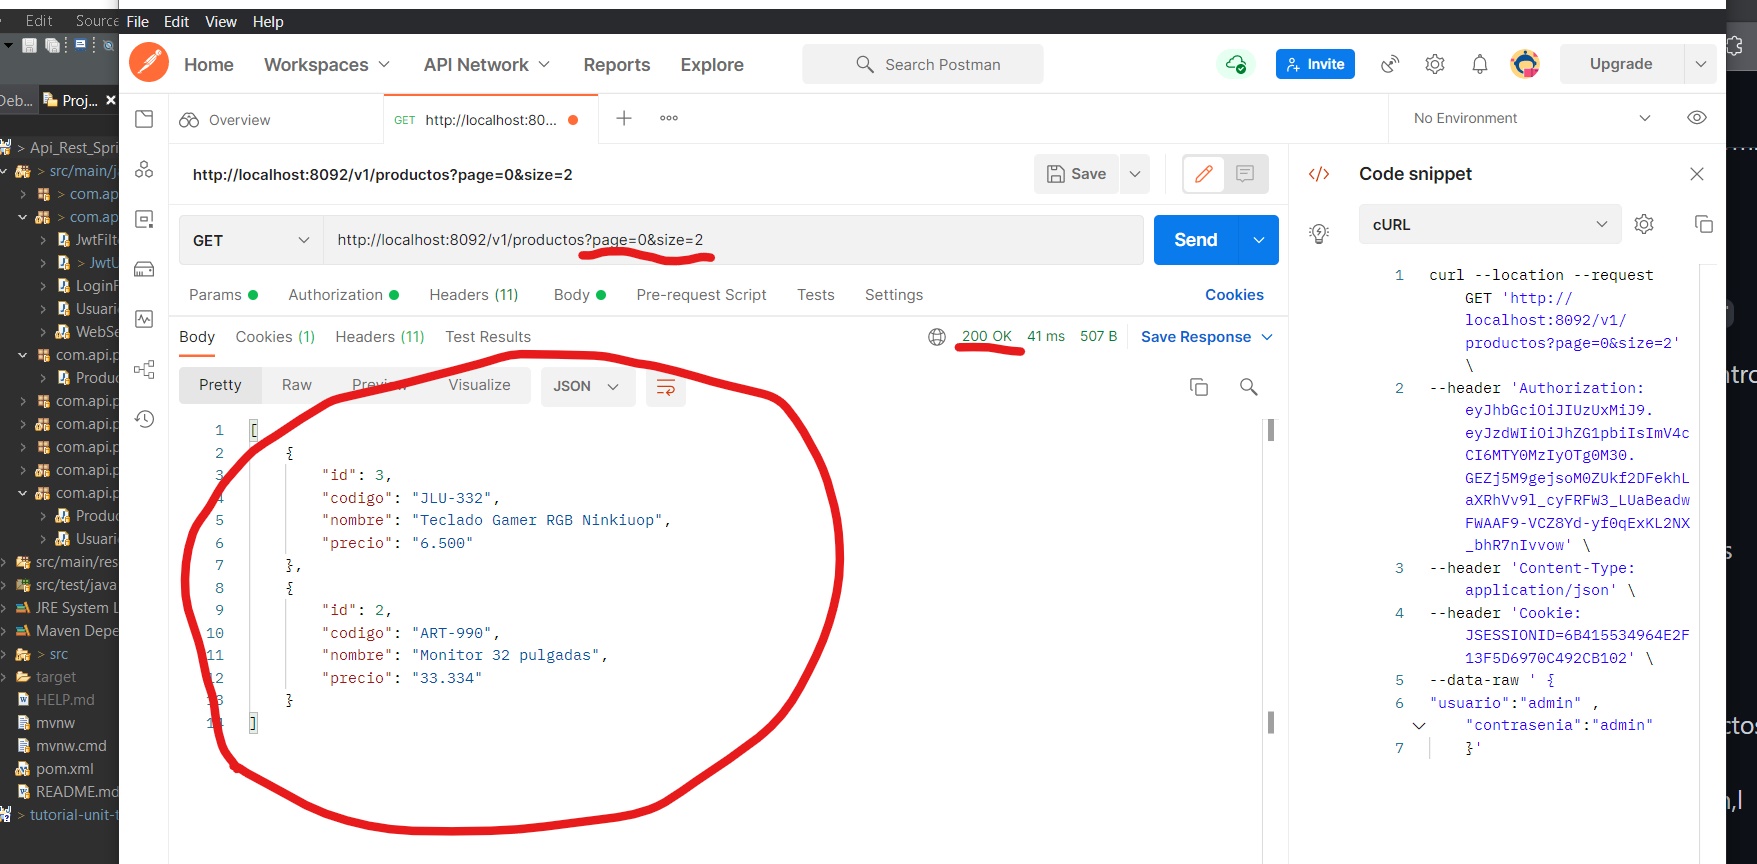 Edit Source
File Edit View Help
Home Workspaces API Network Reports Explore
Search Postman
Invite
Upgrade
Deb... Proj...
Overview
GET http://localhost:80...
No Environment
> Api_Rest_Spri
> src/main/j
> com.ap
> com.ap
JwtFilt
> JwtU
LoginF
Usuari
WebSe
com.api.p
Produc
com.api.p
com.api.p
com.api.p
com.api.p
com.api.p
Produc
Usuari
src/main/res
src/test/java
JRE System L
Maven Depe
> src
target
HELP.md
mvnw
mvnw.cmd
pom.xml
README.md
> tutorial-unit-t
http://localhost:8092/v1/productos?page=0&size=2
Save
GET
http://localhost:8092/v1/productos?page=0&size=2
Send
Params Authorization Headers (11) Body Pre-request Script Tests Settings
Cookies
Body Cookies (1) Headers (11) Test Results
200 OK 41 ms 507 B Save Response
Pretty Raw Preview Visualize JSON
1 [
2 {
3 "id": 3,
4 "codigo": "JLU-332",
5 "nombre": "Teclado Gamer RGB Ninkiuop",
6 "precio": "6.500"
7 },
8 {
9 "id": 2,
10 "codigo": "ART-990",
11 "nombre": "Monitor 32 pulgadas",
12 "precio": "33.334"
13 }
14 ]
Code snippet
cURL
1 curl --location --request
GET 'http://
localhost:8092/v1/
productos?page=0&size=2'
\
2 --header 'Authorization:
eyJhbGciOiJIUzUxMiJ9.
eyJzdWIiOiJhZG1pbiIsImV4c
CI6MTY0MzIyOTg0M30.
GEZj5M9gejsoM0ZUkf2DFekhL
aXRhVv9l_cyFRFW3_LUaBeadw
FWAAF9-VCZ8Yd-yf0qExKL2NX
_bhR7nIvvow' \
3 --header 'Content-Type:
application/json' \
4 --header 'Cookie:
JSESSIONID=6B415534964E2F
13F5D6970C492CB102' \
5 --data-raw ' {
6 "usuario":"admin" ,
"contrasenia":"admin"
7 }'